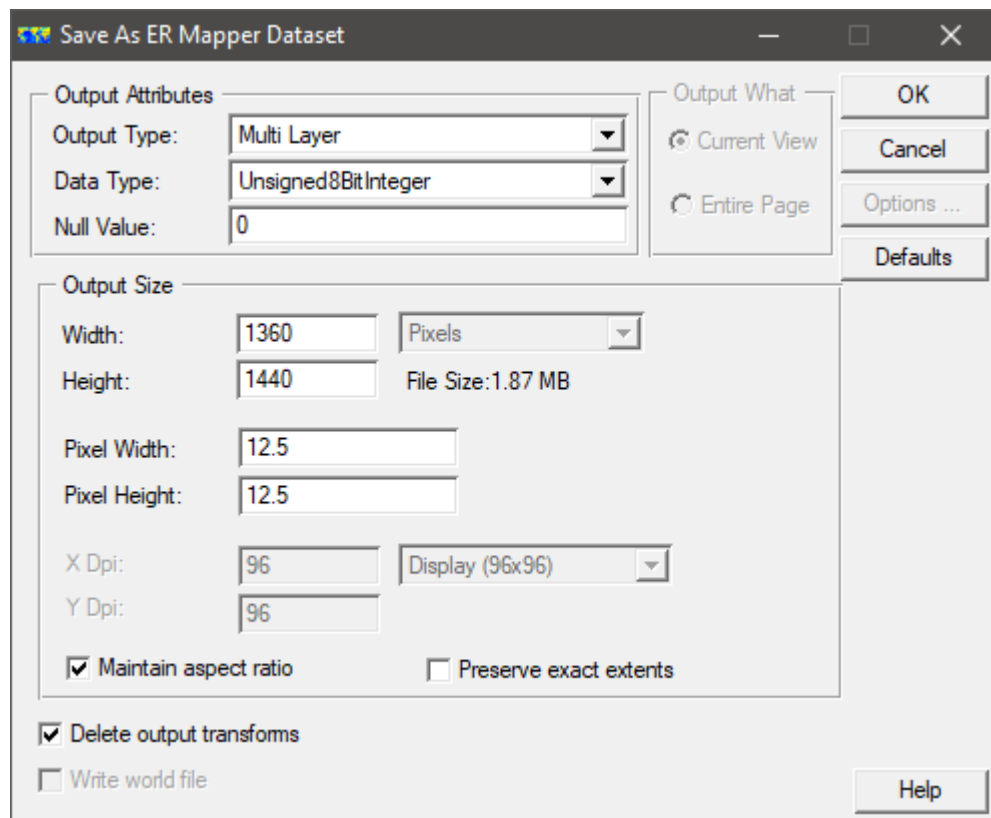 Save As ER Mapper Dataset
Output Attributes
Output Type: Multi Layer
Data Type: Unsigned8BitInteger
Null Value: 0
Output What
Current View
Entire Page
OK
Cancel
Options ...
Defaults
Output Size
Width: 1360 Pixels
Height: 1440 File Size:1.87 MB
Pixel Width: 12.5
Pixel Height: 12.5
X Dpi: 96 Display (96x96)
Y Dpi: 96
Maintain aspect ratio Preserve exact extents
Delete output transforms
Write world file
Help